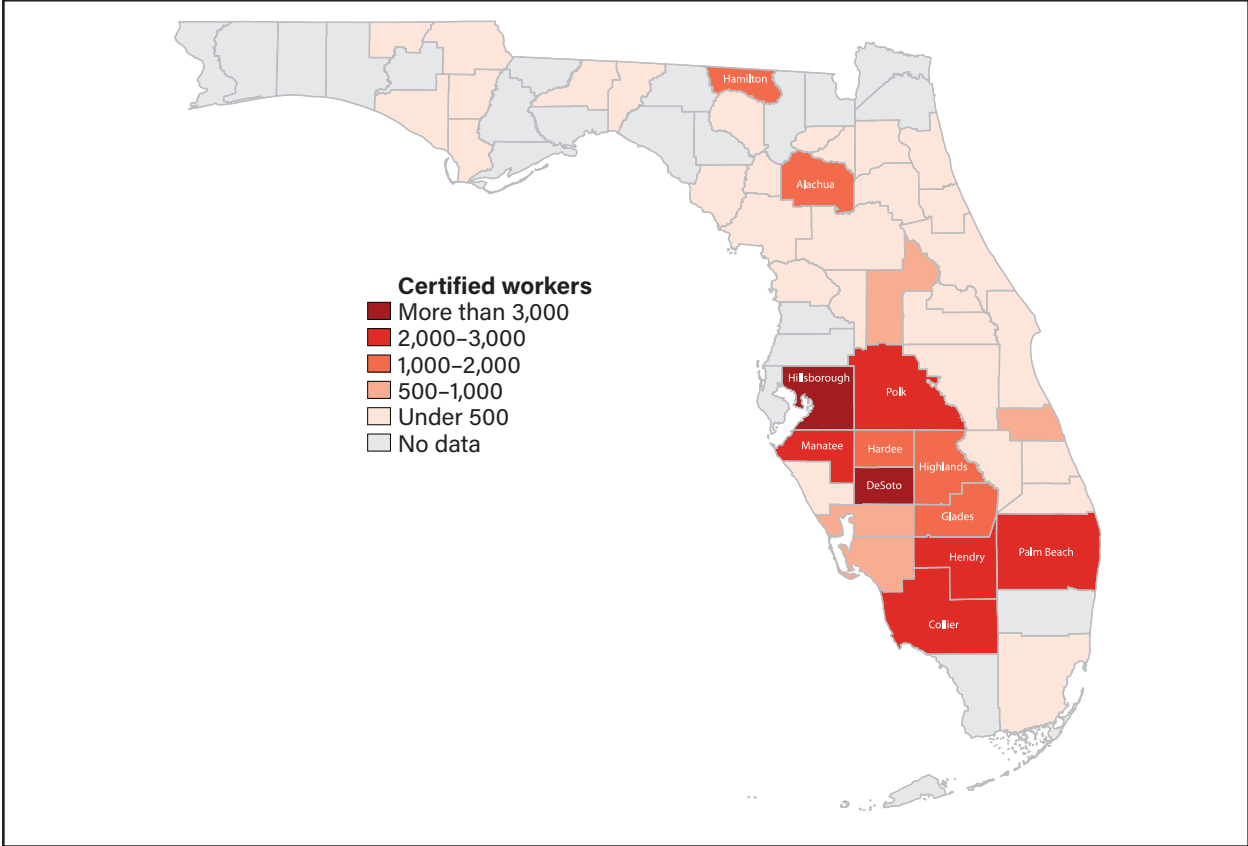 Hamilton
Alachua
Certified workers
More than 3,000
2,000–3,000
1,000–2,000
500–1,000
Under 500
No data
Hillsborough
Polk
Manatee
Hardee
Highlands
DeSoto
Glades
Hendry
Palm Beach
Collier